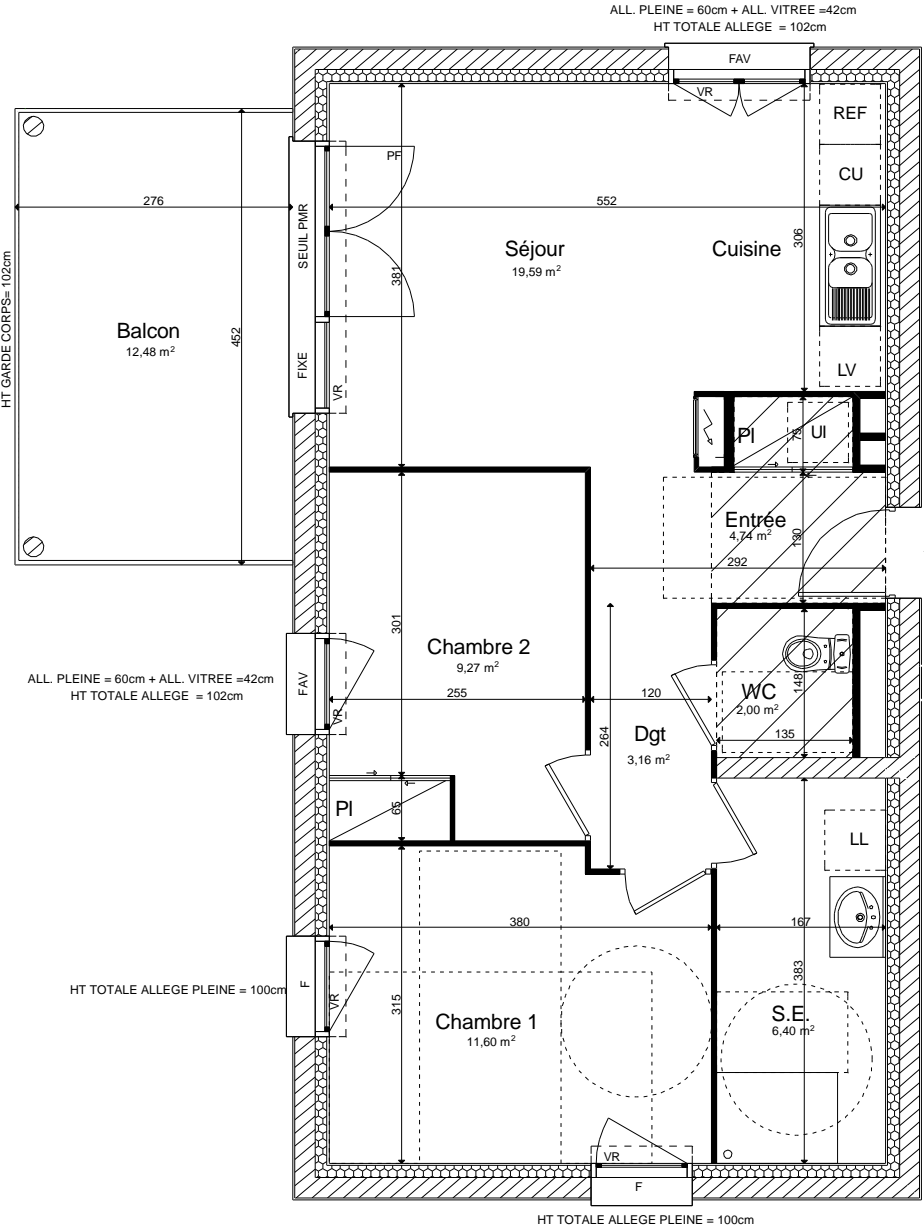 ALL. PLEINE = 60cm + ALL. VITREE =42cm
HT TOTALE ALLEGE = 102cm
FAV
VR
REF
PF
CU
276
552
SEUIL PMR
306
Séjour
19,59 m²
Cuisine
381
HT GARDE CORPS= 102cm
Balcon
12,48 m²
452
FIXE
VR
LV
Pl
75
UI
Entrée
4,74 m²
130
292
301
Chambre 2
9,27 m²
ALL. PLEINE = 60cm + ALL. VITREE =42cm
HT TOTALE ALLEGE = 102cm
FAV
VR
255
120
WC
2,00 m²
148
135
264
Dgt
3,16 m²
Pl
65
LL
380
167
383
HT TOTALE ALLEGE PLEINE = 100cm
F
VR
315
Chambre 1
11,60 m²
S.E.
6,40 m²
VR
F
HT TOTALE ALLEGE PLEINE = 100cm